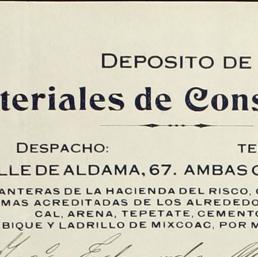 DEPOSITO DE
teriales de Cons
DESPACHO: TE
LLE DE ALDAMA, 67. AMBAS
ANTERAS DE LA HACIENDA DEL RISCO,
MAS ACREDITADAS DE LOS ALREDEDO
CAL, ARENA, TEPETATE, CEMENTO
BIQUE Y LADRILLO DE MIXCOAC, POR M